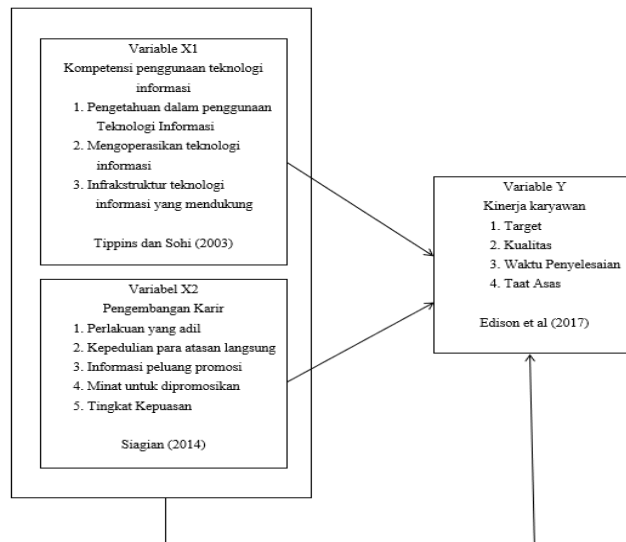 Variable X1
Kompetensi penggunaan teknologi
informasi
1. Pengetahuan dalam penggunaan
Teknologi Informasi
2. Mengoperasikan teknologi
informasi
3. Infrakstruktur teknologi
informasi yang mendukung
Tippins dan Sohi (2003)
Variabel X2
Pengembangan Karir
1. Perlakuan yang adil
2. Kepedulian para atasan langsung
3. Informasi peluang promosi
4. Minat untuk dipromosikan
5. Tingkat Kepuasan
Siagian (2014)
Variable Y
Kinerja karyawan
1. Target
2. Kualitas
3. Waktu Penyelesaian
4. Taat Asas
Edison et al (2017)